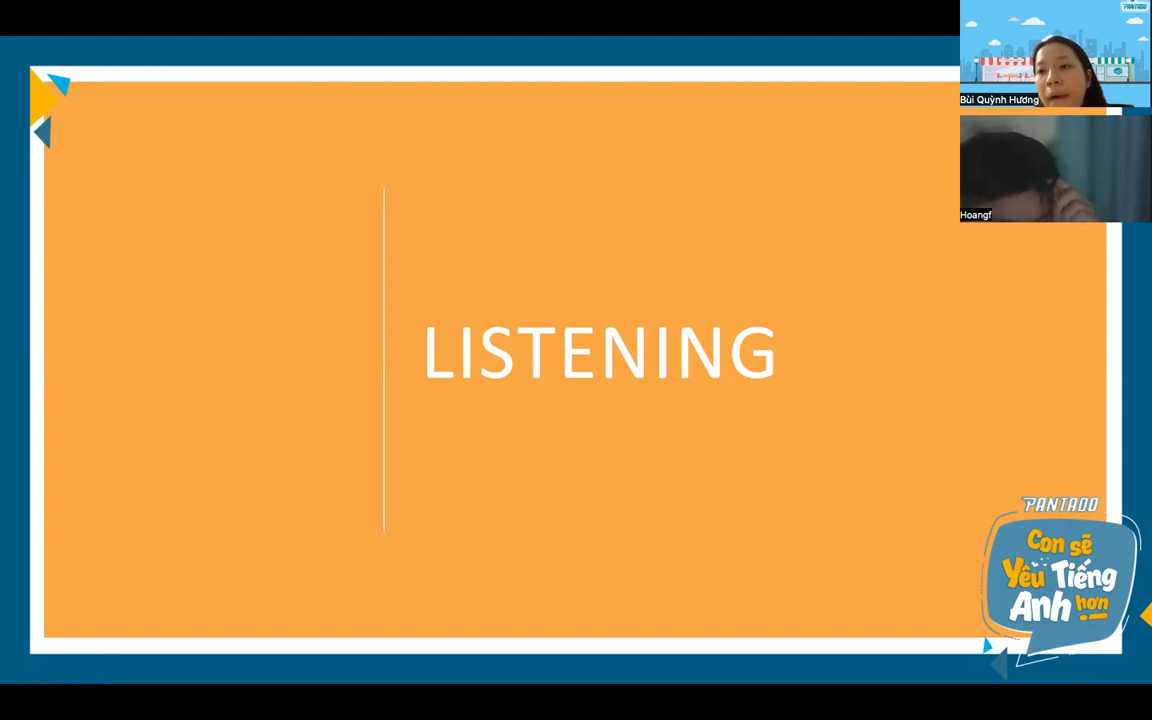 PANTADO
Bùi Quỳnh Hương
Hoangf
LISTENING
PANTADO
Con sẽ
Yêu Tiếng
Anh hơn